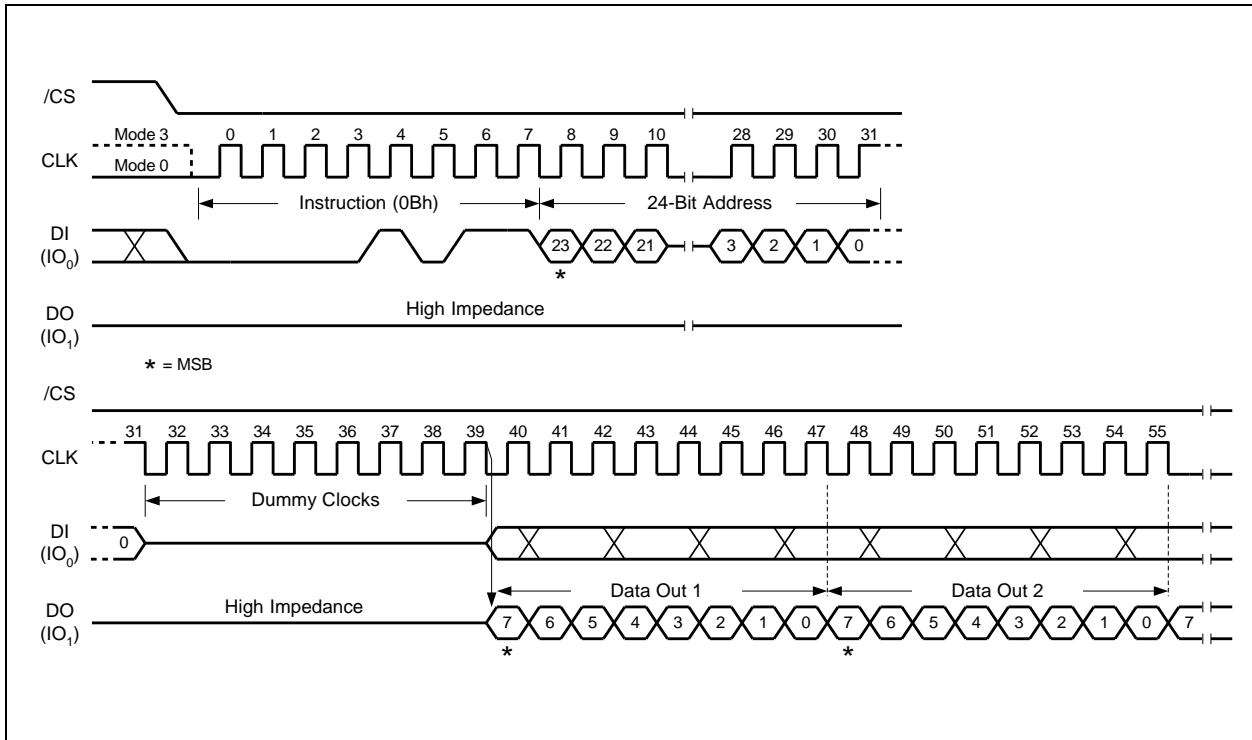 /CS
Mode 3 0 1 2 3 4 5 6 7 8 9 10 28 29 30 31
CLK
Mode 0
Instruction (0Bh) 24-Bit Address
DI
(IO0) 23 22 21 3 2 1 0
*
High Impedance
DO
(IO1)
* = MSB
/CS
31 32 33 34 35 36 37 38 39 40 41 42 43 44 45 46 47 48 49 50 51 52 53 54 55
CLK
Dummy Clocks
DI
(IO0) 0
Data Out 1 Data Out 2
High Impedance
DO
(IO1) 7 6 5 4 3 2 1 0 7 6 5 4 3 2 1 0 7
* *